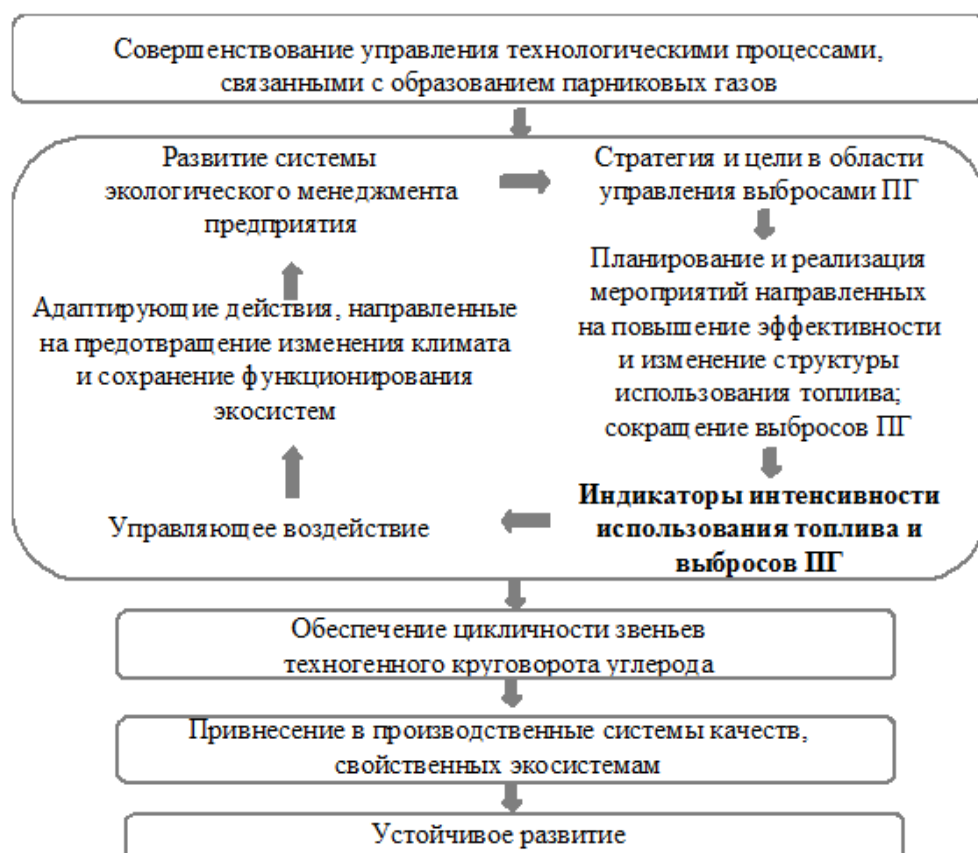 Совершенствование управления технологическими процессами,
связанными с образованием парниковых газов
Развитие системы
экологического менеджмента
предприятия
Стратегия и цели в области
управления выбросами ПГ
Планирование и реализация
мероприятий направленных
на повышение эффективности
и изменение структуры
использования топлива;
сокращение выбросов ПГ
Адаптирующие действия, направленные
на предотвращение изменения климата
и сохранение функционирования
экосистем
Индикаторы интенсивности
использования топлива и
выбросов ПГ
Управляющее воздействие
Обеспечение цикличности звеньев
техногенного круговорота углерода
Привнесение в производственные системы качеств,
свойственных экосистемам
Устойчивое развитие